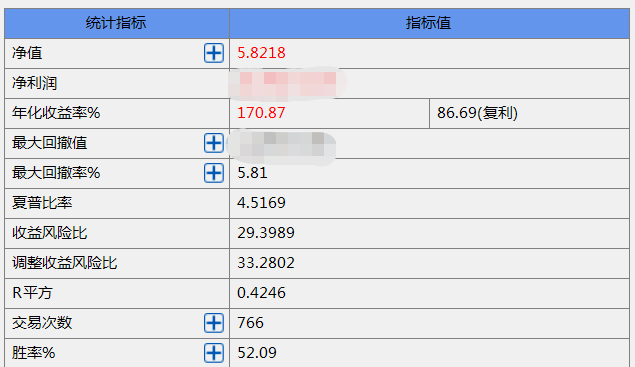 统计指标 指标值
净值 5.8218
净利润
年化收益率% 170.87 86.69(复利)
最大回撤值
最大回撤率% 5.81
夏普比率 4.5169
收益风险比 29.3989
调整收益风险比 33.2802
R平方 0.4246
交易次数 766
胜率% 52.09